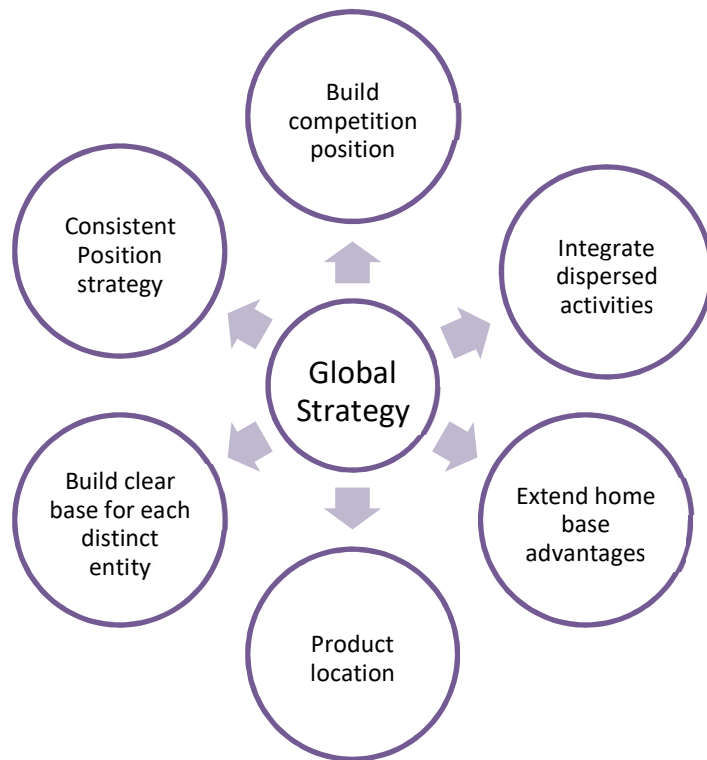 Build
competition
position
Consistent
Position
strategy
Integrate
dispersed
activities
Global
Strategy
Build clear
base for each
distinct
entity
Extend home
base
advantages
Product
location